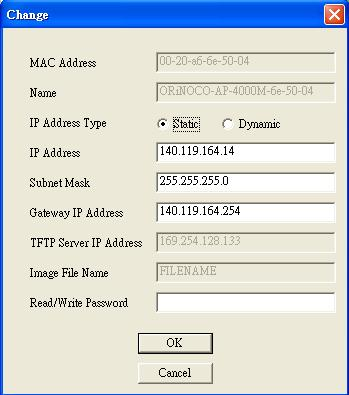 Change
MAC Address 00-20-a6-6e-50-04
Name ORiNOCO-AP-4000M-6e-50-04
IP Address Type Static Dynamic
IP Address 140.119.164.14
Subnet Mask 255.255.255.0
Gateway IP Address 140.119.164.254
TFTP Server IP Address 169.254.128.133
Image File Name FILENAME
Read/Write Password
OK
Cancel